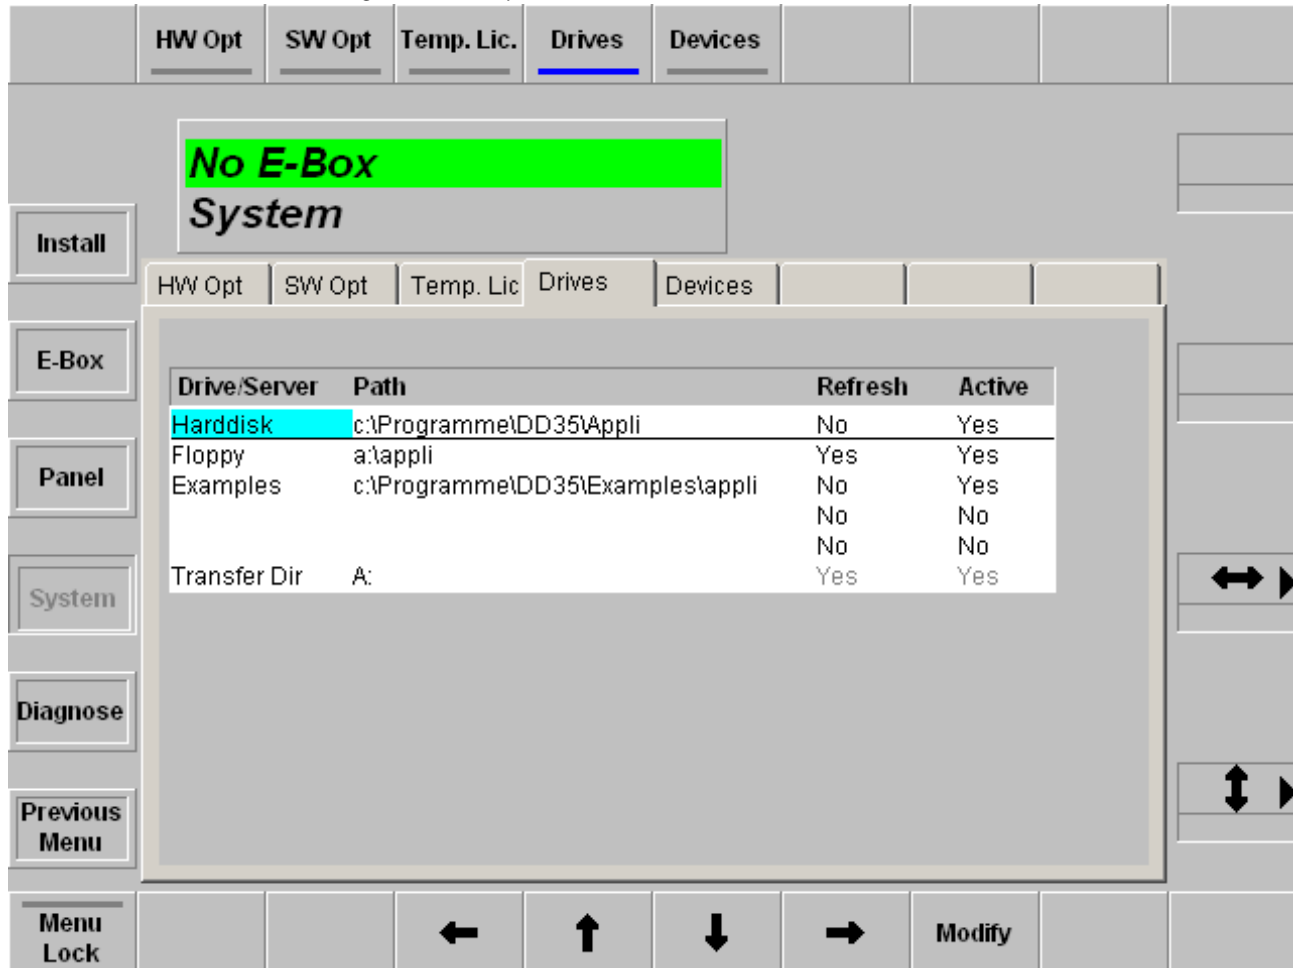 HW Opt SW Opt Temp. Lic. Drives Devices
No E-Box
System
Install
HW Opt SW Opt Temp. Lic Drives Devices
E-Box
Drive/Server Path Refresh Active
Harddisk c:\Programme\DD35\Appli No Yes
Floppy a:\appli Yes Yes
Panel
Examples c:\Programme\DD35\Examples\appli No Yes
No No
No No
Transfer Dir A: Yes Yes
System
Diagnose
Previous
Menu
Menu
Lock
Modify